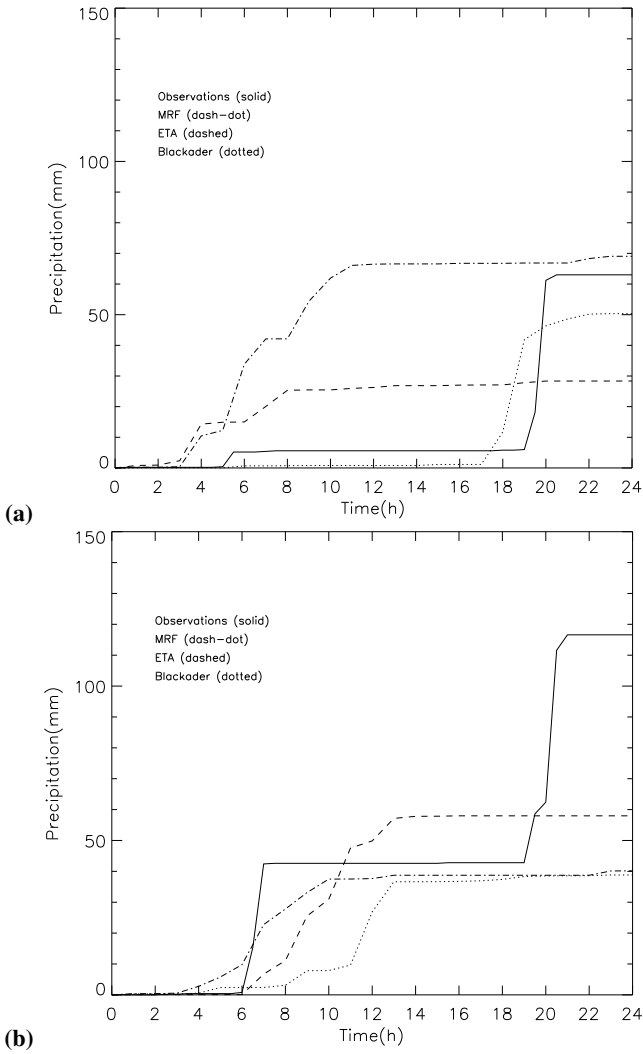 150
100
50
0
Precipitation(mm)
Observations (solid)
MRF (dash-dot)
ETA (dashed)
Blackader (dotted)
0 2 4 6 8 10 12 14 16 18 20 22 24
Time(h)
(a)
150
100
50
0
Precipitation(mm)
Observations (solid)
MRF (dash-dot)
ETA (dashed)
Blackader (dotted)
0 2 4 6 8 10 12 14 16 18 20 22 24
Time(h)
(b)